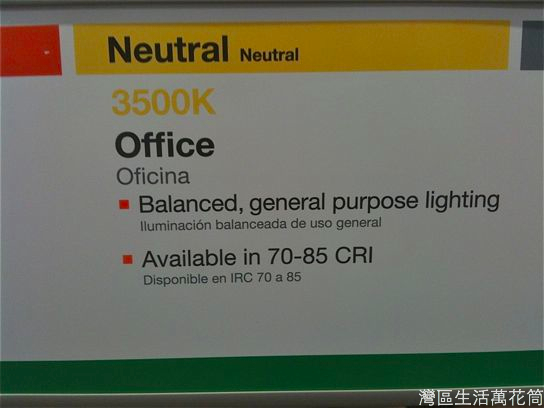 Neutral Neutral
3500K
Office
Oficina
Balanced, general purpose lighting
Iluminación balanceada de uso general
Available in 70-85 CRI
Disponible en IRC 70 a 85
灣區生活萬花筒